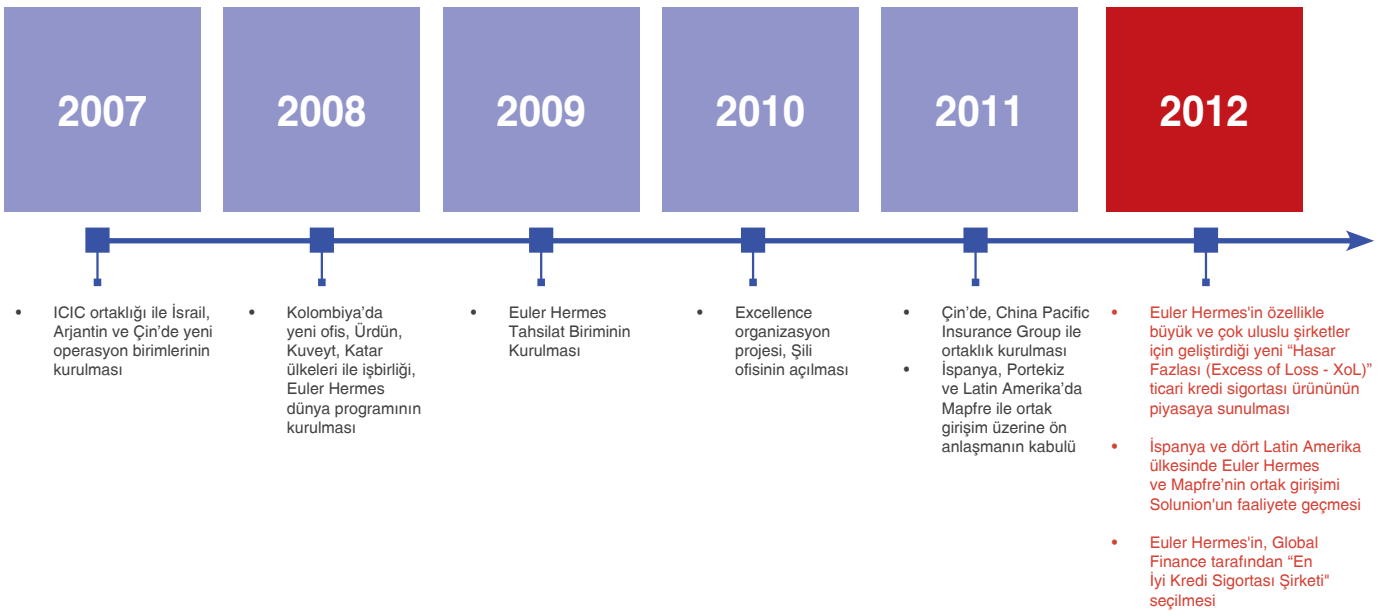 2007
2008
2009
2010
2011
2012
• ICIC ortaklığı ile İsrail,
Arjantin ve Çin’de yeni
operasyon birimlerinin
kurulması
• Kolombiya’da
yeni ofis, Ürdün,
Kuveyt, Katar
ülkeleri ile işbirliği,
Euler Hermes
dünya programının
kurulması
• Euler Hermes
Tahsilat Biriminin
Kurulması
• Excellence
organizasyon
projesi, Şili
ofisinin açılması
• Çin’de, China Pacific
Insurance Group ile
ortaklık kurulması
• İspanya, Portekiz
ve Latin Amerika’da
Mapfre ile ortak
girişim üzerine ön
anlaşmanın kabulü
• Euler Hermes'in özellikle
büyük ve çok uluslu şirketler
için geliştirdiği yeni “Hasar
Fazlası (Excess of Loss - XoL)”
ticari kredi sigortası ürününün
piyasaya sunulması
• İspanya ve dört Latin Amerika
ülkesinde Euler Hermes
ve Mapfre’nin ortak girişimi
Solunion'un faaliyete geçmesi
• Euler Hermes'in, Global
Finance tarafından “En
İyi Kredi Sigortası Şirketi"
seçilmesi